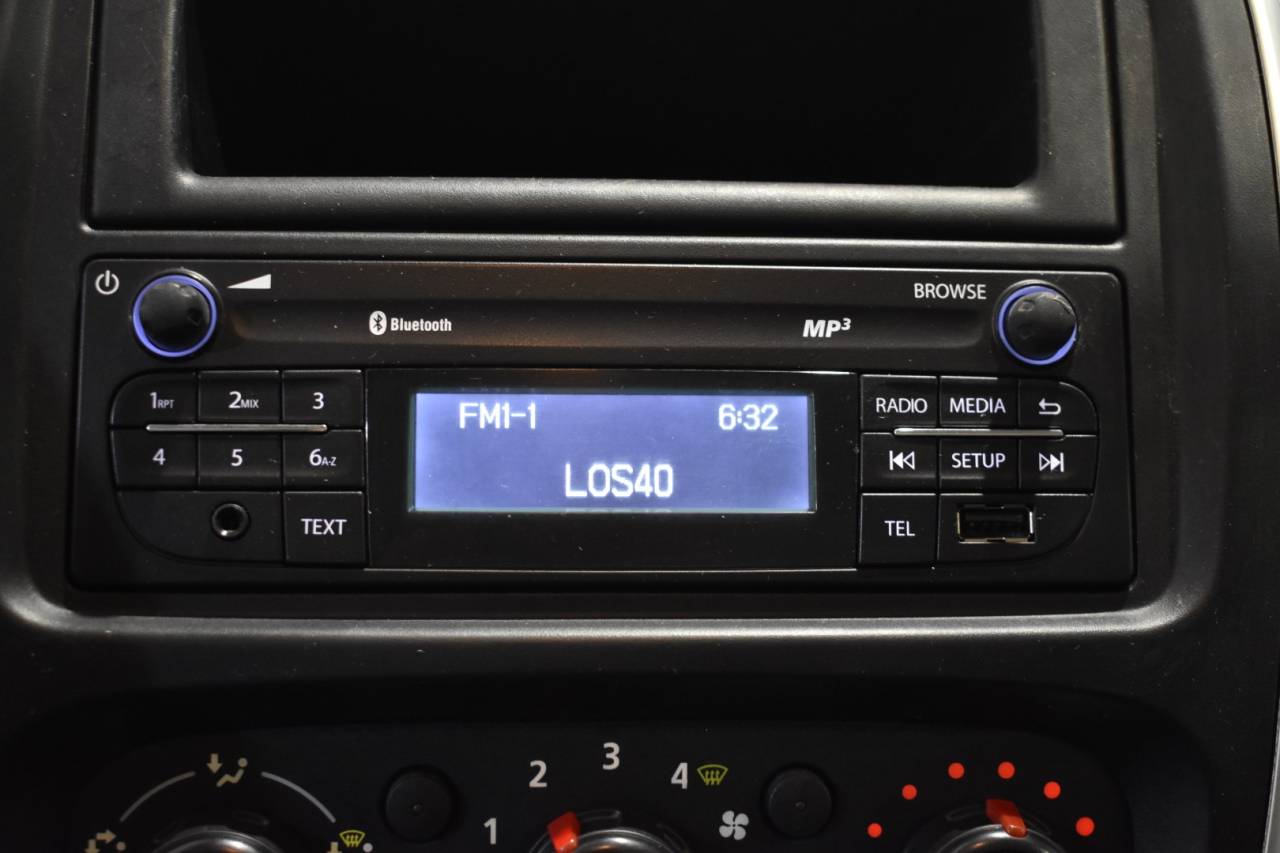 BROWSE
Bluetooth
MP3
1RPT 2MIX 3
FM1-1 6:32
RADIO MEDIA
4 5 6A-Z
SETUP
LOS40
TEXT
TEL
1 2 3 4